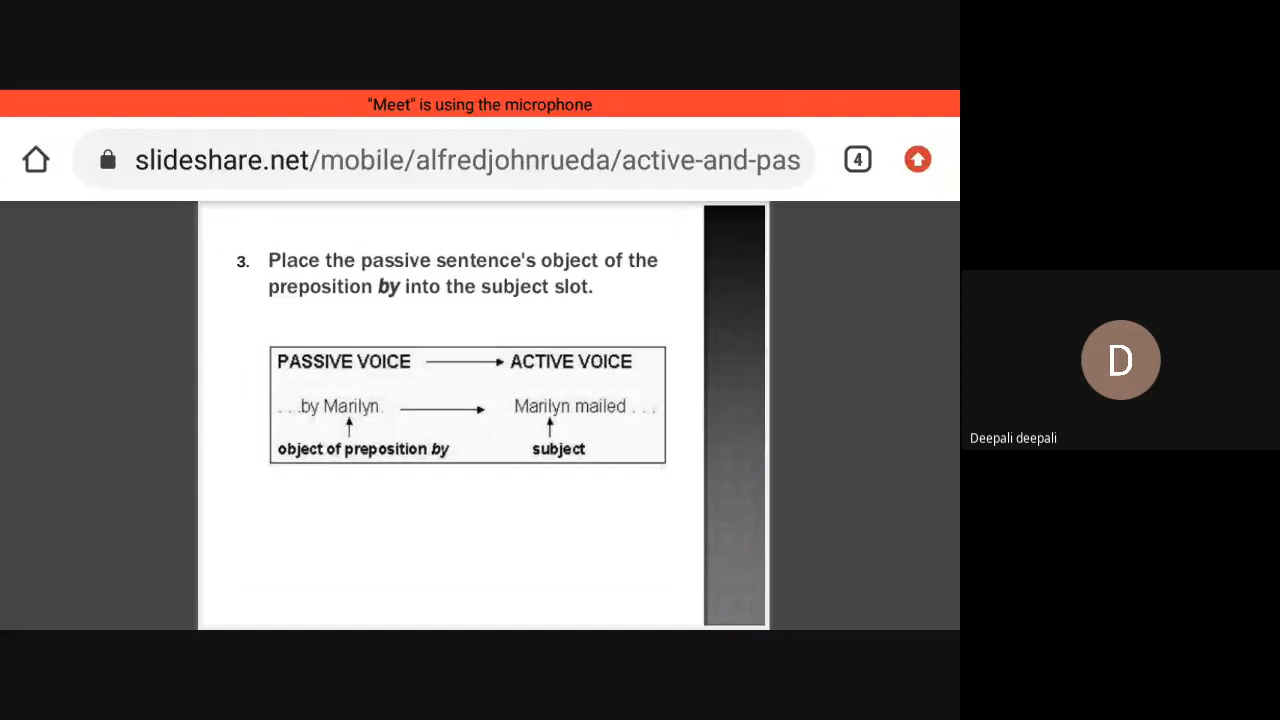 "Meet" is using the microphone
slideshare.net/mobile/alfredjohnrueda/active-and-pas
4
3. Place the passive sentence's object of the
preposition by into the subject slot.
PASSIVE VOICE ACTIVE VOICE
. . .by Marilyn. Marilyn mailed . . .
object of preposition by subject
D
Deepali deepali